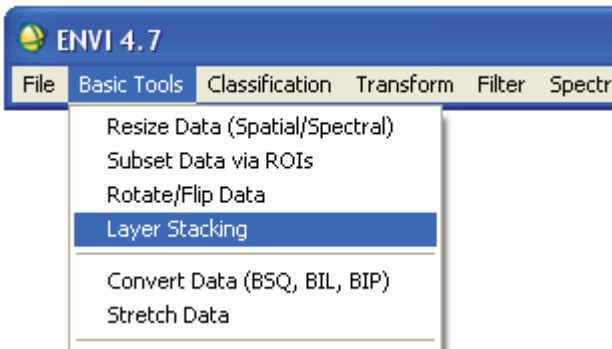 ENVI 4.7
File Basic Tools Classification Transform Filter Spectr
Resize Data (Spatial/Spectral)
Subset Data via ROIs
Rotate/Flip Data
Layer Stacking
Convert Data (BSQ, BIL, BIP)
Stretch Data